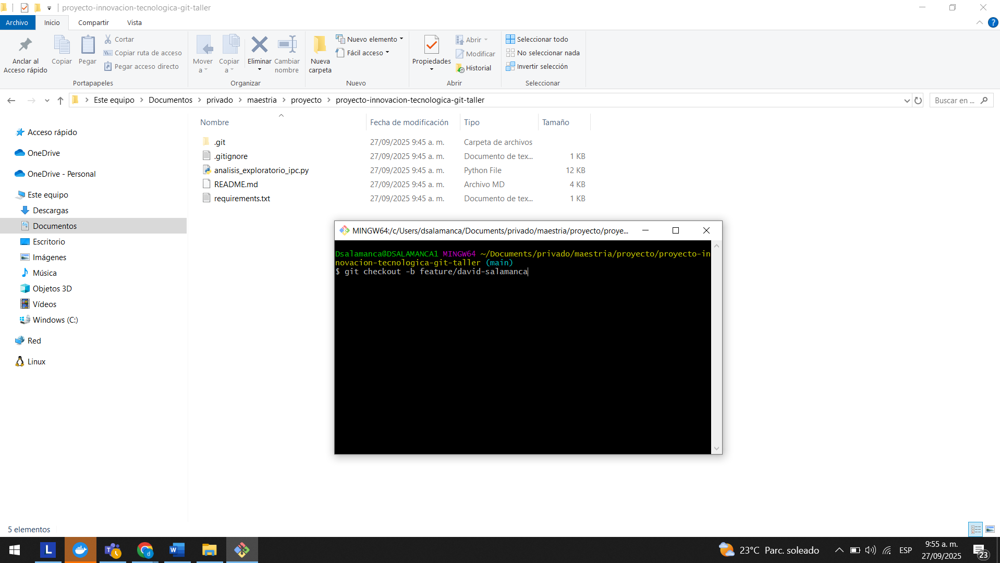 proyecto-innovacion-tecnologica-git-taller
Archivo
Inicio
Compartir
Vista
Anclar al
Acceso rápido
Copiar
Pegar
Cortar
Copiar ruta de acceso
Pegar acceso directo
Portapapeles
Mover
a
Copiar
a
Eliminar
Cambiar
nombre
Organizar
Nueva
carpeta
Nuevo elemento
Fácil acceso
Nuevo
Propiedades
Abrir
Modificar
Historial
Abrir
Seleccionar todo
No seleccionar nada
Invertir selección
Seleccionar
Este equipo > Documentos > privado > maestria > proyecto > proyecto-innovacion-tecnologica-git-taller
Buscar en ...
Acceso rápido
OneDrive
OneDrive - Personal
Este equipo
Descargas
Documentos
Escritorio
Imágenes
Música
Objetos 3D
Vídeos
Windows (C:)
Red
Linux
Nombre Fecha de modificación Tipo Tamaño
.git 27/09/2025 9:45 a. m. Carpeta de archivos
.gitignore 27/09/2025 9:45 a. m. Documento de tex... 1 KB
analisis_exploratorio_ipc.py 27/09/2025 9:45 a. m. Python File 12 KB
README.md 27/09/2025 9:45 a. m. Archivo MD 4 KB
requirements.txt 27/09/2025 9:45 a. m. Documento de tex... 1 KB
MINGW64:/c/Users/dsalamanca/Documents/privado/maestria/proyecto/proye...
Dsalamanca@DSALAMANCA1 MINGW64 ~/Documents/privado/maestria/proyecto/proyecto-in
novacion-tecnologica-git-taller (main)
$ git checkout -b feature/david-salamanca
5 elementos
L
T
d
W
23°C Parc. soleado
ESP
9:55 a. m.
27/09/2025
23